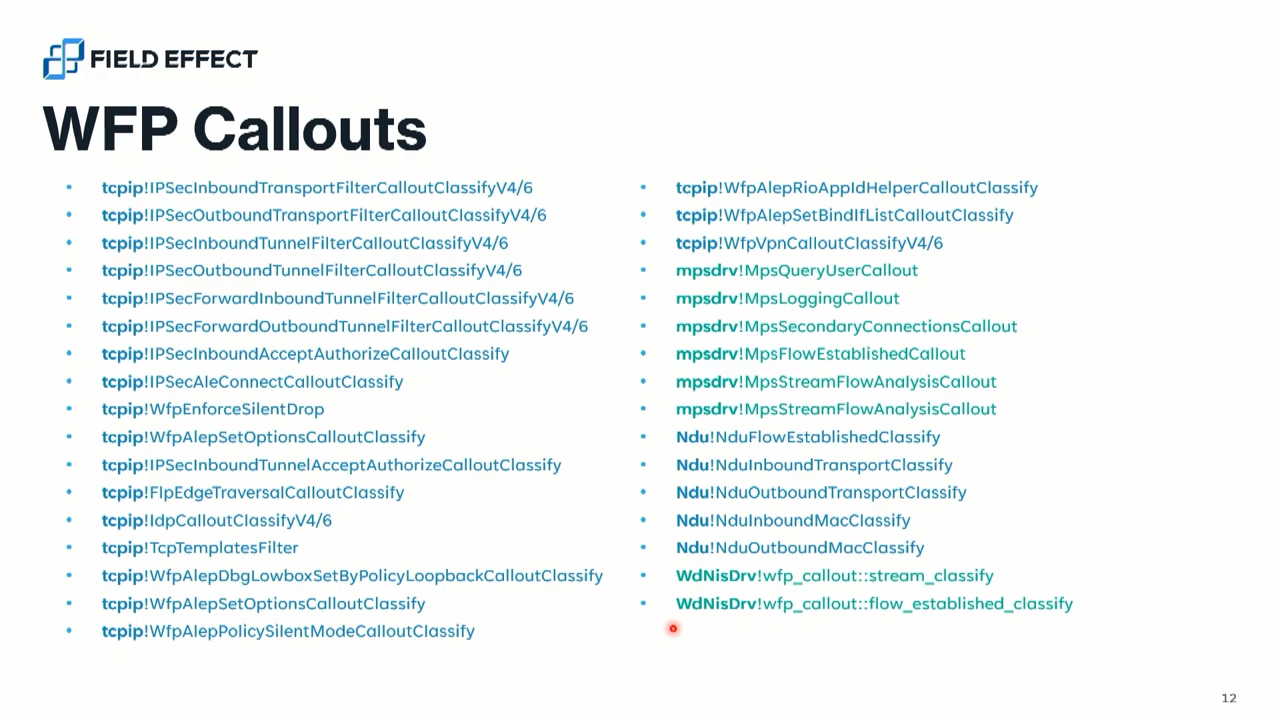 FIELD EFFECT
WFP Callouts
• tcpip!IPSecInboundTransportFilterCalloutClassifyV4/6
• tcpip!IPSecOutboundTransportFilterCalloutClassifyV4/6
• tcpip!IPSecInboundTunnelFilterCalloutClassifyV4/6
• tcpip!IPSecOutboundTunnelFilterCalloutClassifyV4/6
• tcpip!IPSecForwardInboundTunnelFilterCalloutClassifyV4/6
• tcpip!IPSecForwardOutboundTunnelFilterCalloutClassifyV4/6
• tcpip!IPSecInboundAcceptAuthorizeCalloutClassify
• tcpip!IPSecAleConnectCalloutClassify
• tcpip!WfpEnforceSilentDrop
• tcpip!WfpAlepSetOptionsCalloutClassify
• tcpip!IPSecInboundTunnelAcceptAuthorizeCalloutClassify
• tcpip!FlpEdgeTraversalCalloutClassify
• tcpip!IdpCalloutClassifyV4/6
• tcpip!TcpTemplatesFilter
• tcpip!WfpAlepDbgLowboxSetByPolicyLoopbackCalloutClassify
• tcpip!WfpAlepSetOptionsCalloutClassify
• tcpip!WfpAlepPolicySilentModeCalloutClassify
• tcpip!WfpAlepRioAppIdHelperCalloutClassify
• tcpip!WfpAlepSetBindIfListCalloutClassify
• tcpip!WfpVpnCalloutClassifyV4/6
• mpsdrv!MpsQueryUserCallout
• mpsdrv!MpsLoggingCallout
• mpsdrv!MpsSecondaryConnectionsCallout
• mpsdrv!MpsFlowEstablishedCallout
• mpsdrv!MpsStreamFlowAnalysisCallout
• mpsdrv!MpsStreamFlowAnalysisCallout
• Ndu!NduFlowEstablishedClassify
• Ndu!NduInboundTransportClassify
• Ndu!NduOutboundTransportClassify
• Ndu!NduInboundMacClassify
• Ndu!NduOutboundMacClassify
• WdNisDrv!wfp_callout::stream_classify
• WdNisDrv!wfp_callout::flow_established_classify
12